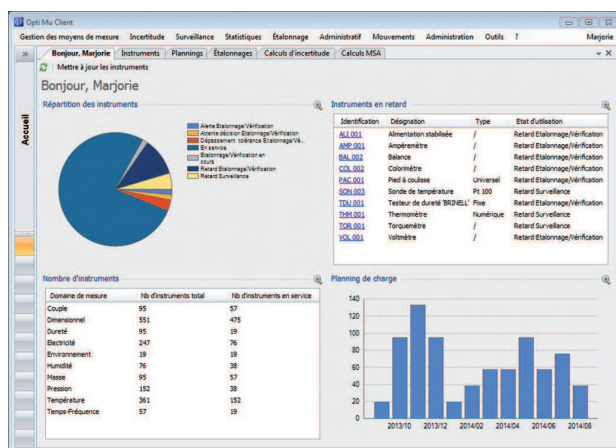 Opti Mu Client
Gestion des moyens de mesure Incertitude Surveillance Statistiques Étalonnage Administratif Mouvements Administration Outils ? Marjorie
Bonjour, Marjorie Instruments Plannings Étalonnages Calculs d'incertitude Calculs MSA
Mettre à jour les instruments
Accueil
Bonjour, Marjorie
Répartition des instruments
Alerte Etalonnage/Vérification
Attente décision Etalonnage/Vérification
Dépassement tolérance Etalonnage/Vé...
En service
Etalonnage/Vérification en
cours
Retard Etalonnage/Vérification
Retard Surveillance
Instruments en retard
Identification Désignation Type Etat d'utilisation
ALI 001 Alimentation stabilisée / Retard Etalonnage/Vérification
AMP 001 Ampèremètre / Retard Etalonnage/Vérification
BAL 002 Balance / Retard Etalonnage/Vérification
COL 002 Colorimètre / Retard Etalonnage/Vérification
PAC 001 Pied à coulisse Universel Retard Etalonnage/Vérification
SON 003 Sonde de température Pt 100 Retard Surveillance
TDU 001 Testeur de dureté 'BRINELL' Fixe Retard Etalonnage/Vérification
THM 001 Thermomètre Numérique Retard Surveillance
TOR 001 Torquemètre / Retard Surveillance
VOL 001 Voltmètre / Retard Etalonnage/Vérification
Nombre d'instruments
Domaine de mesure Nb d'instruments total Nb d'instruments en service
Couple 95 57
Dimensionnel 551 475
Dureté 95 19
Electricité 247 76
Environnement 19 19
Humidité 76 38
Masse 95 57
Pression 152 38
Température 361 152
Temps-Fréquence 57 19
Planning de charge
140
120
100
80
60
40
20
0
2013/10 2013/12 2014/02 2014/04 2014/06 2014/08